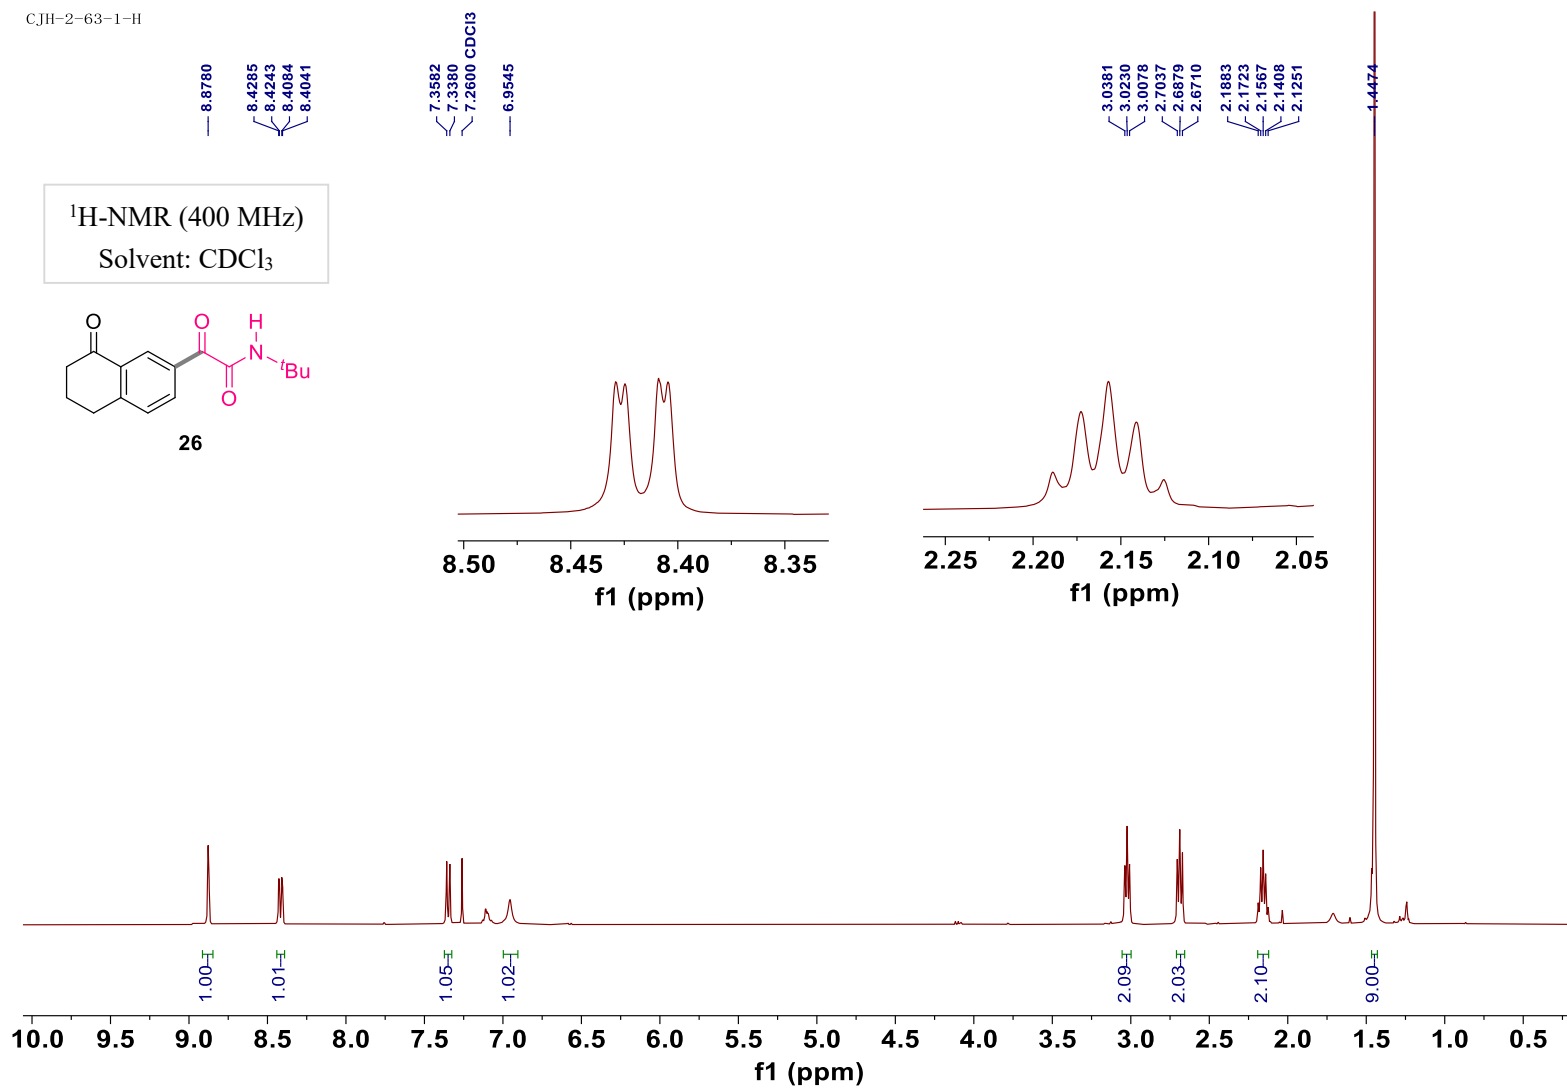 CJH-2-63-1-H
8.8780
8.4285
8.4243
8.4084
8.4041
7.3582
7.3380
7.2600 CDCl3
6.9545
3.0381
3.0230
3.0078
2.7037
2.6879
2.6710
2.1883
2.1723
2.1567
2.1408
2.1251
1.4474
¹H-NMR (400 MHz)
Solvent: CDCl₃
O
O
H
N
ᵗBu
O
26
8.50 8.45 8.40 8.35
f1 (ppm)
2.25 2.20 2.15 2.10 2.05
f1 (ppm)
1.00
1.01
1.05
1.02
2.09
2.03
2.10
9.00
10.0 9.5 9.0 8.5 8.0 7.5 7.0 6.5 6.0 5.5 5.0 4.5 4.0 3.5 3.0 2.5 2.0 1.5 1.0 0.5
f1 (ppm)